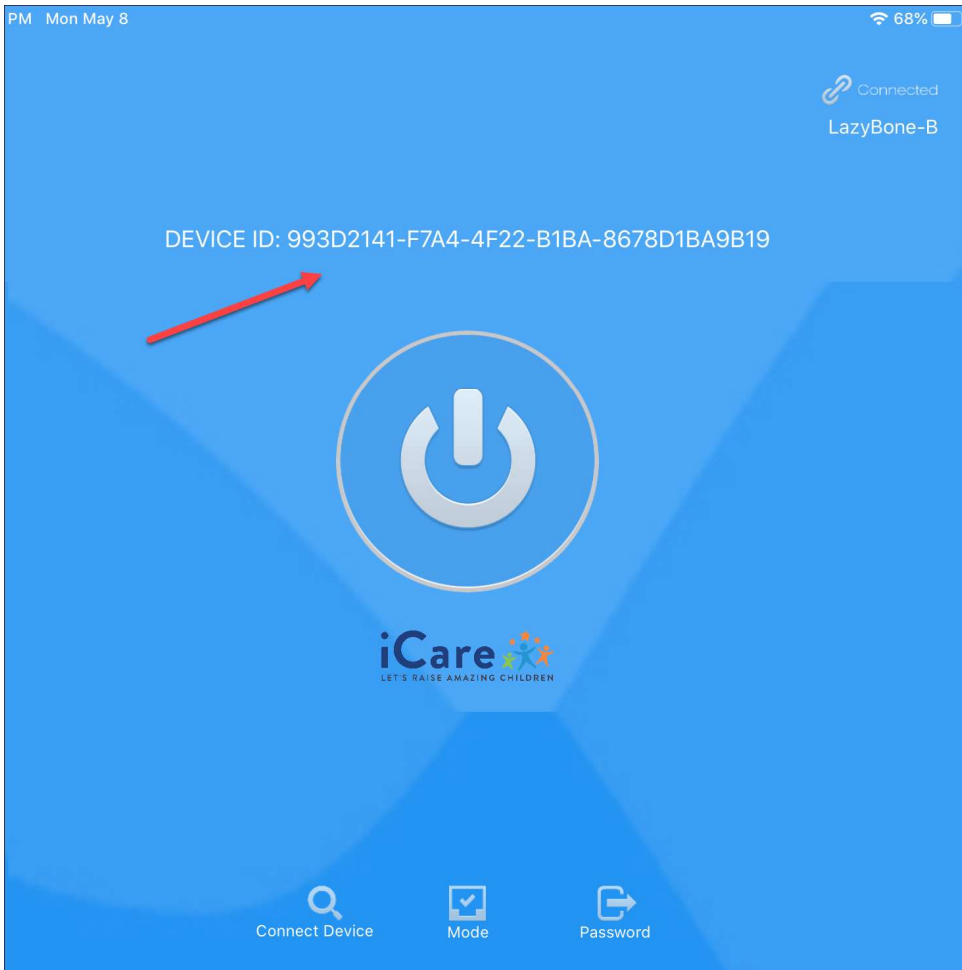 PM Mon May 8
68%
Connected
LazyBone-B
DEVICE ID: 993D2141-F7A4-4F22-B1BA-8678D1BA9B19
iCare
LET'S RAISE AMAZING CHILDREN
Connect Device
Mode
Password